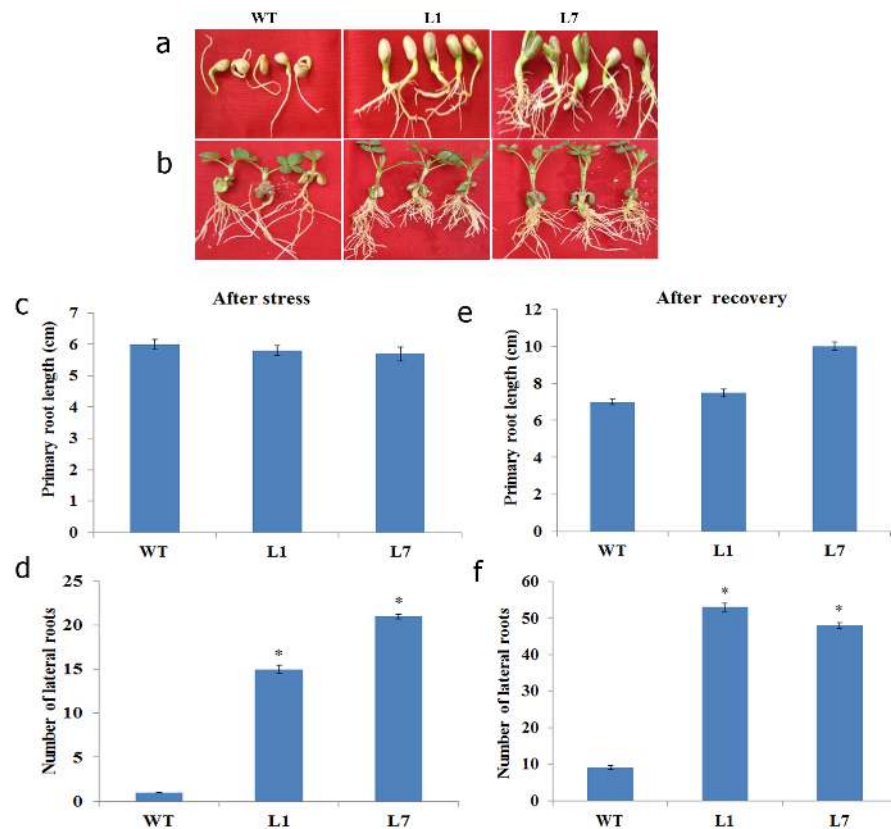 WT L1 L7
a
b
c
After stress
Primary root length (cm)
7
6
5
4
3
2
1
0
WT L1 L7
e
After recovery
Primary root length (cm)
12
10
8
6
4
2
0
WT L1 L7
d
Number of lateral roots
25
20
15
10
5
0
* *
WT L1 L7
f
Number of lateral roots
60
50
40
30
20
10
0
* *
WT L1 L7